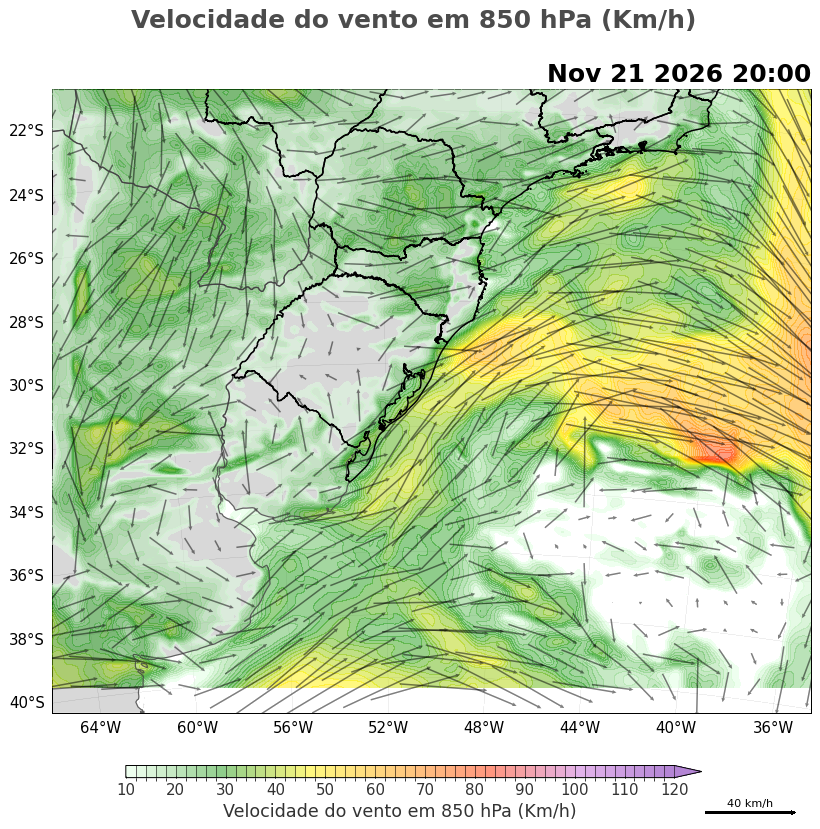 Velocidade do vento em 850 hPa (Km/h)
Nov 21 2026 20:00
22°S
24°S
26°S
28°S
30°S
32°S
34°S
36°S
38°S
40°S
64°W 60°W 56°W 52°W 48°W 44°W 40°W 36°W
10 20 30 40 50 60 70 80 90 100 110 120
Velocidade do vento em 850 hPa (Km/h)
40 km/h